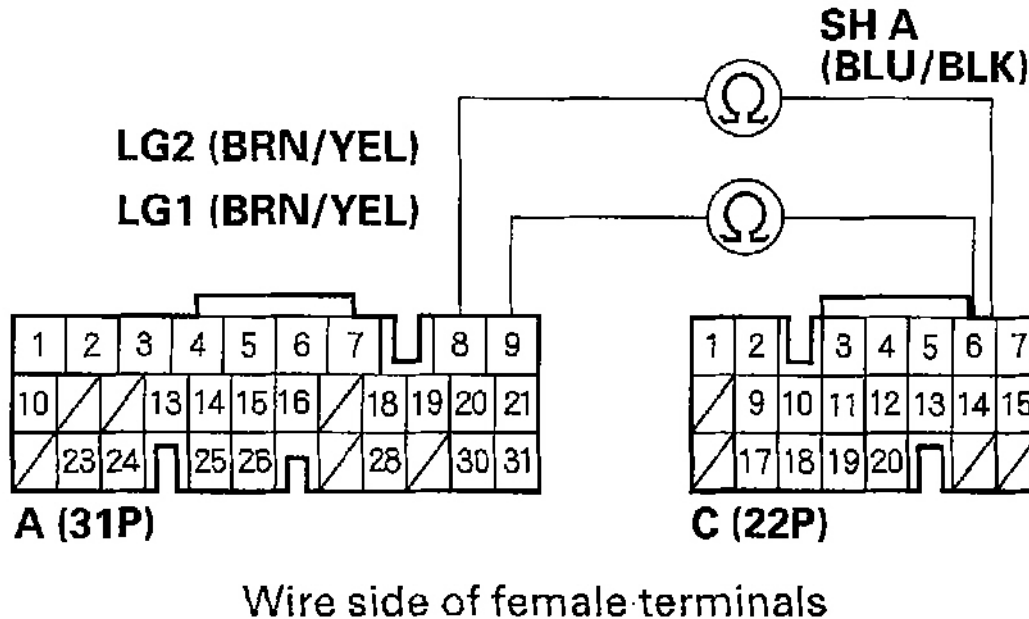 SH A
(BLU/BLK)
Ω
LG2 (BRN/YEL)
LG1 (BRN/YEL)
Ω
1 2 3 4 5 6 7 8 9
10 13 14 15 16 18 19 20 21
23 24 25 26 28 30 31
A (31P)
1 2 3 4 5 6 7
9 10 11 12 13 14 15
17 18 19 20
C (22P)
Wire side of female terminals